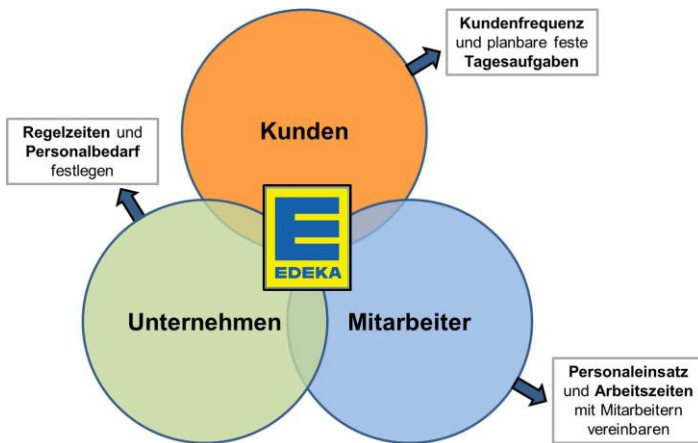 Kundenfrequenz
und planbare feste
Tagesaufgaben
Kunden
Regelzeiten und
Personalbedarf
festlegen
E
EDEKA
Unternehmen
Mitarbeiter
Personaleinsatz
und Arbeitszeiten
mit Mitarbeitern
vereinbaren